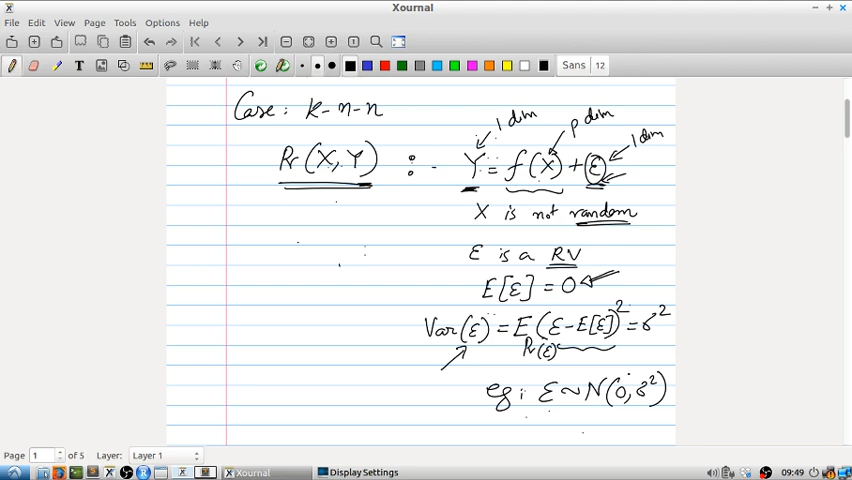 Xournal
File Edit View Page Tools Options Help
Sans 12
Case: k-n-n
1 dim
p dim
1 dim
Pr(X, Y) : - Y = f(X) + ε
X is not random
ε is a RV
E[ε] = 0
Var(ε) = E(ε-E[ε])² = σ²
Pr(ε)
eg: ε ~ N(0, σ²)
Page 1 of 5 Layer: Layer 1
Xournal Display Settings 09:49